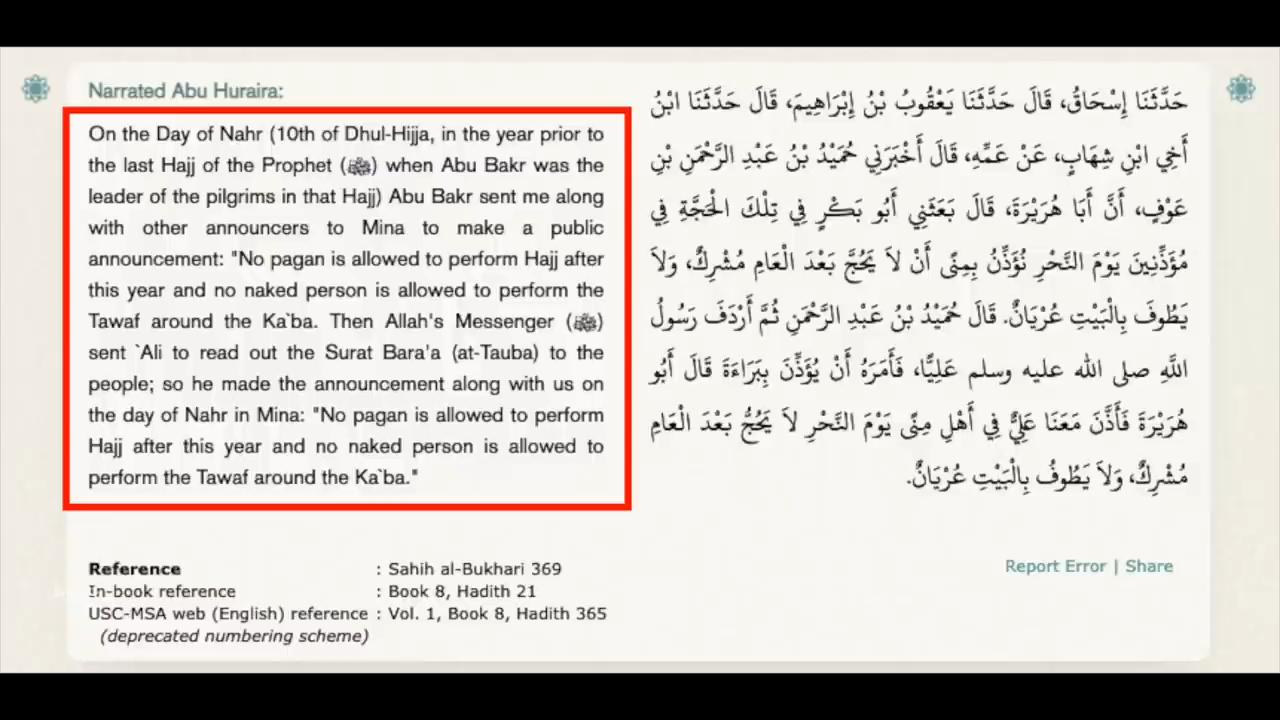 Narrated Abu Huraira:
On the Day of Nahr (10th of Dhul-Hijja, in the year prior to
the last Hajj of the Prophet (ﷺ) when Abu Bakr was the
leader of the pilgrims in that Hajj) Abu Bakr sent me along
with other announcers to Mina to make a public
announcement: "No pagan is allowed to perform Hajj after
this year and no naked person is allowed to perform the
Tawaf around the Ka`ba. Then Allah's Messenger (ﷺ)
sent `Ali to read out the Surat Bara'a (at-Tauba) to the
people; so he made the announcement along with us on
the day of Nahr in Mina: "No pagan is allowed to perform
Hajj after this year and no naked person is allowed to
perform the Tawaf around the Ka`ba."
حَدَّثَنَا إِسْحَاقُ، قَالَ حَدَّثَنَا يَعْقُوبُ بْنُ إِبْرَاهِيمَ، قَالَ حَدَّثَنَا ابْنُ
أَخِي ابْنِ شِهَابٍ، عَنْ عَمِّهِ، قَالَ أَخْبَرَنِي حُمَيْدُ بْنُ عَبْدِ الرَّحْمَنِ بْنِ
عَوْفٍ، أَنَّ أَبَا هُرَيْرَةَ، قَالَ بَعَثَنِي أَبُو بَكْرٍ فِي تِلْكَ الْحَجَّةِ فِي
مُؤَذِّنِينَ يَوْمَ النَّحْرِ نُؤَذِّنُ بِمِنًى أَنْ لاَ يَحُجَّ بَعْدَ الْعَامِ مُشْرِكٌ، وَلاَ
يَطُوفَ بِالْبَيْتِ عُرْيَانٌ. قَالَ حُمَيْدُ بْنُ عَبْدِ الرَّحْمَنِ ثُمَّ أَرْدَفَ رَسُولُ
اللَّهِ صلى الله عليه وسلم عَلِيًّا، فَأَمَرَهُ أَنْ يُؤَذِّنَ بِبَرَاءَةَ قَالَ أَبُو
هُرَيْرَةَ فَأَذَّنَ مَعَنَا عَلِيٌّ فِي أَهْلِ مِنًى يَوْمَ النَّحْرِ لاَ يَحُجُّ بَعْدَ الْعَامِ
مُشْرِكٌ، وَلاَ يَطُوفُ بِالْبَيْتِ عُرْيَانٌ.
Reference : Sahih al-Bukhari 369
In-book reference : Book 8, Hadith 21
USC-MSA web (English) reference : Vol. 1, Book 8, Hadith 365
(deprecated numbering scheme)
Report Error | Share